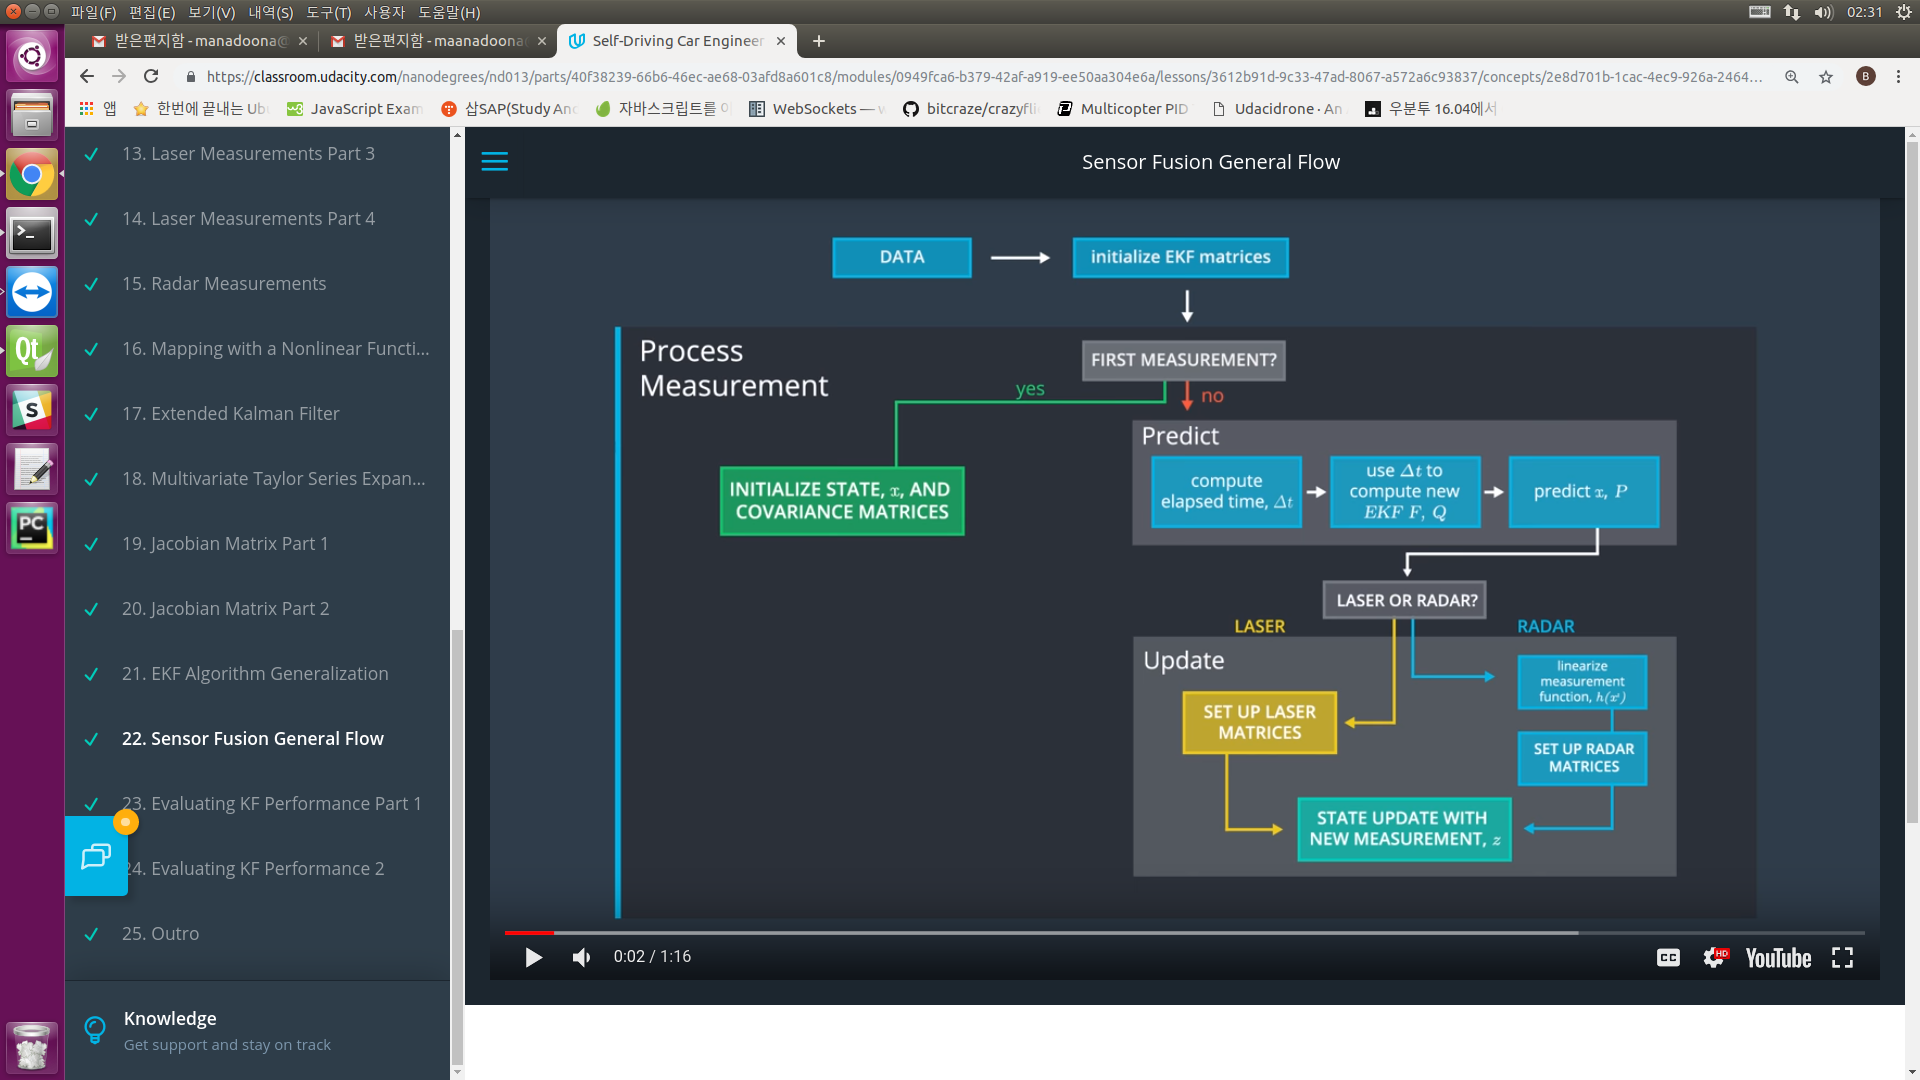 파일(F) 편집(E) 보기(V) 내역(S) 도구(T) 사용자 도움말(H)
02:31
받은편지함 - manadoona@
받은편지함 - maanadoona
Self-Driving Car Engineer
https://classroom.udacity.com/nanodegrees/nd013/parts/40f38239-66b6-46ec-ae68-03afd8a601c8/modules/0949fca6-b379-42af-a919-ee50aa304e6a/lessons/3612b91d-9c33-47ad-8067-a572a6c93837/concepts/2e8d701b-1cac-4ec9-926a-2464...
B
앱
한번에 끝내는 Ub
JavaScript Exam
삽SAP(Study And
자바스크립트를
WebSockets —
bitcraze/crazyfli
Multicopter PID
Udacidrone · An
우분투 16.04에서
13. Laser Measurements Part 3
14. Laser Measurements Part 4
15. Radar Measurements
16. Mapping with a Nonlinear Functi...
17. Extended Kalman Filter
18. Multivariate Taylor Series Expan...
19. Jacobian Matrix Part 1
20. Jacobian Matrix Part 2
21. EKF Algorithm Generalization
22. Sensor Fusion General Flow
23. Evaluating KF Performance Part 1
24. Evaluating KF Performance 2
25. Outro
Knowledge
Get support and stay on track
Sensor Fusion General Flow
DATA
initialize EKF matrices
Process
Measurement
FIRST MEASUREMENT?
yes
no
INITIALIZE STATE, x, AND
COVARIANCE MATRICES
Predict
compute
elapsed time, Δt
use Δt to
compute new
EKF F, Q
predict x, P
LASER OR RADAR?
LASER
RADAR
Update
SET UP LASER
MATRICES
linearize
measurement
function, h(x')
SET UP RADAR
MATRICES
STATE UPDATE WITH
NEW MEASUREMENT, z
0:02 / 1:16
CC
HD
YouTube
Qt
S
PC
>_